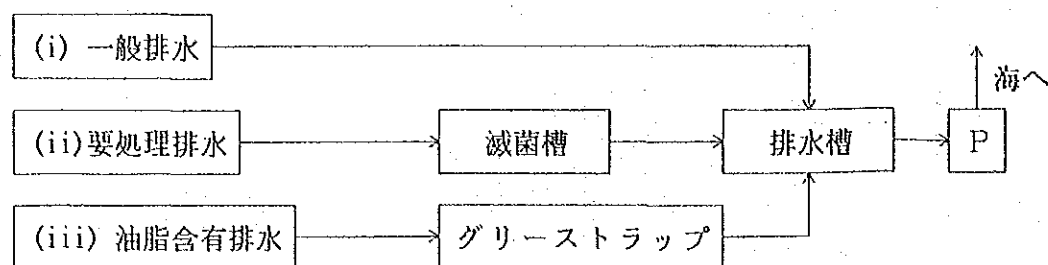 (i) 一般排水
海へ
(ii)要処理排水
滅菌槽
排水槽
P
(iii) 油脂含有排水
グリーストラップ